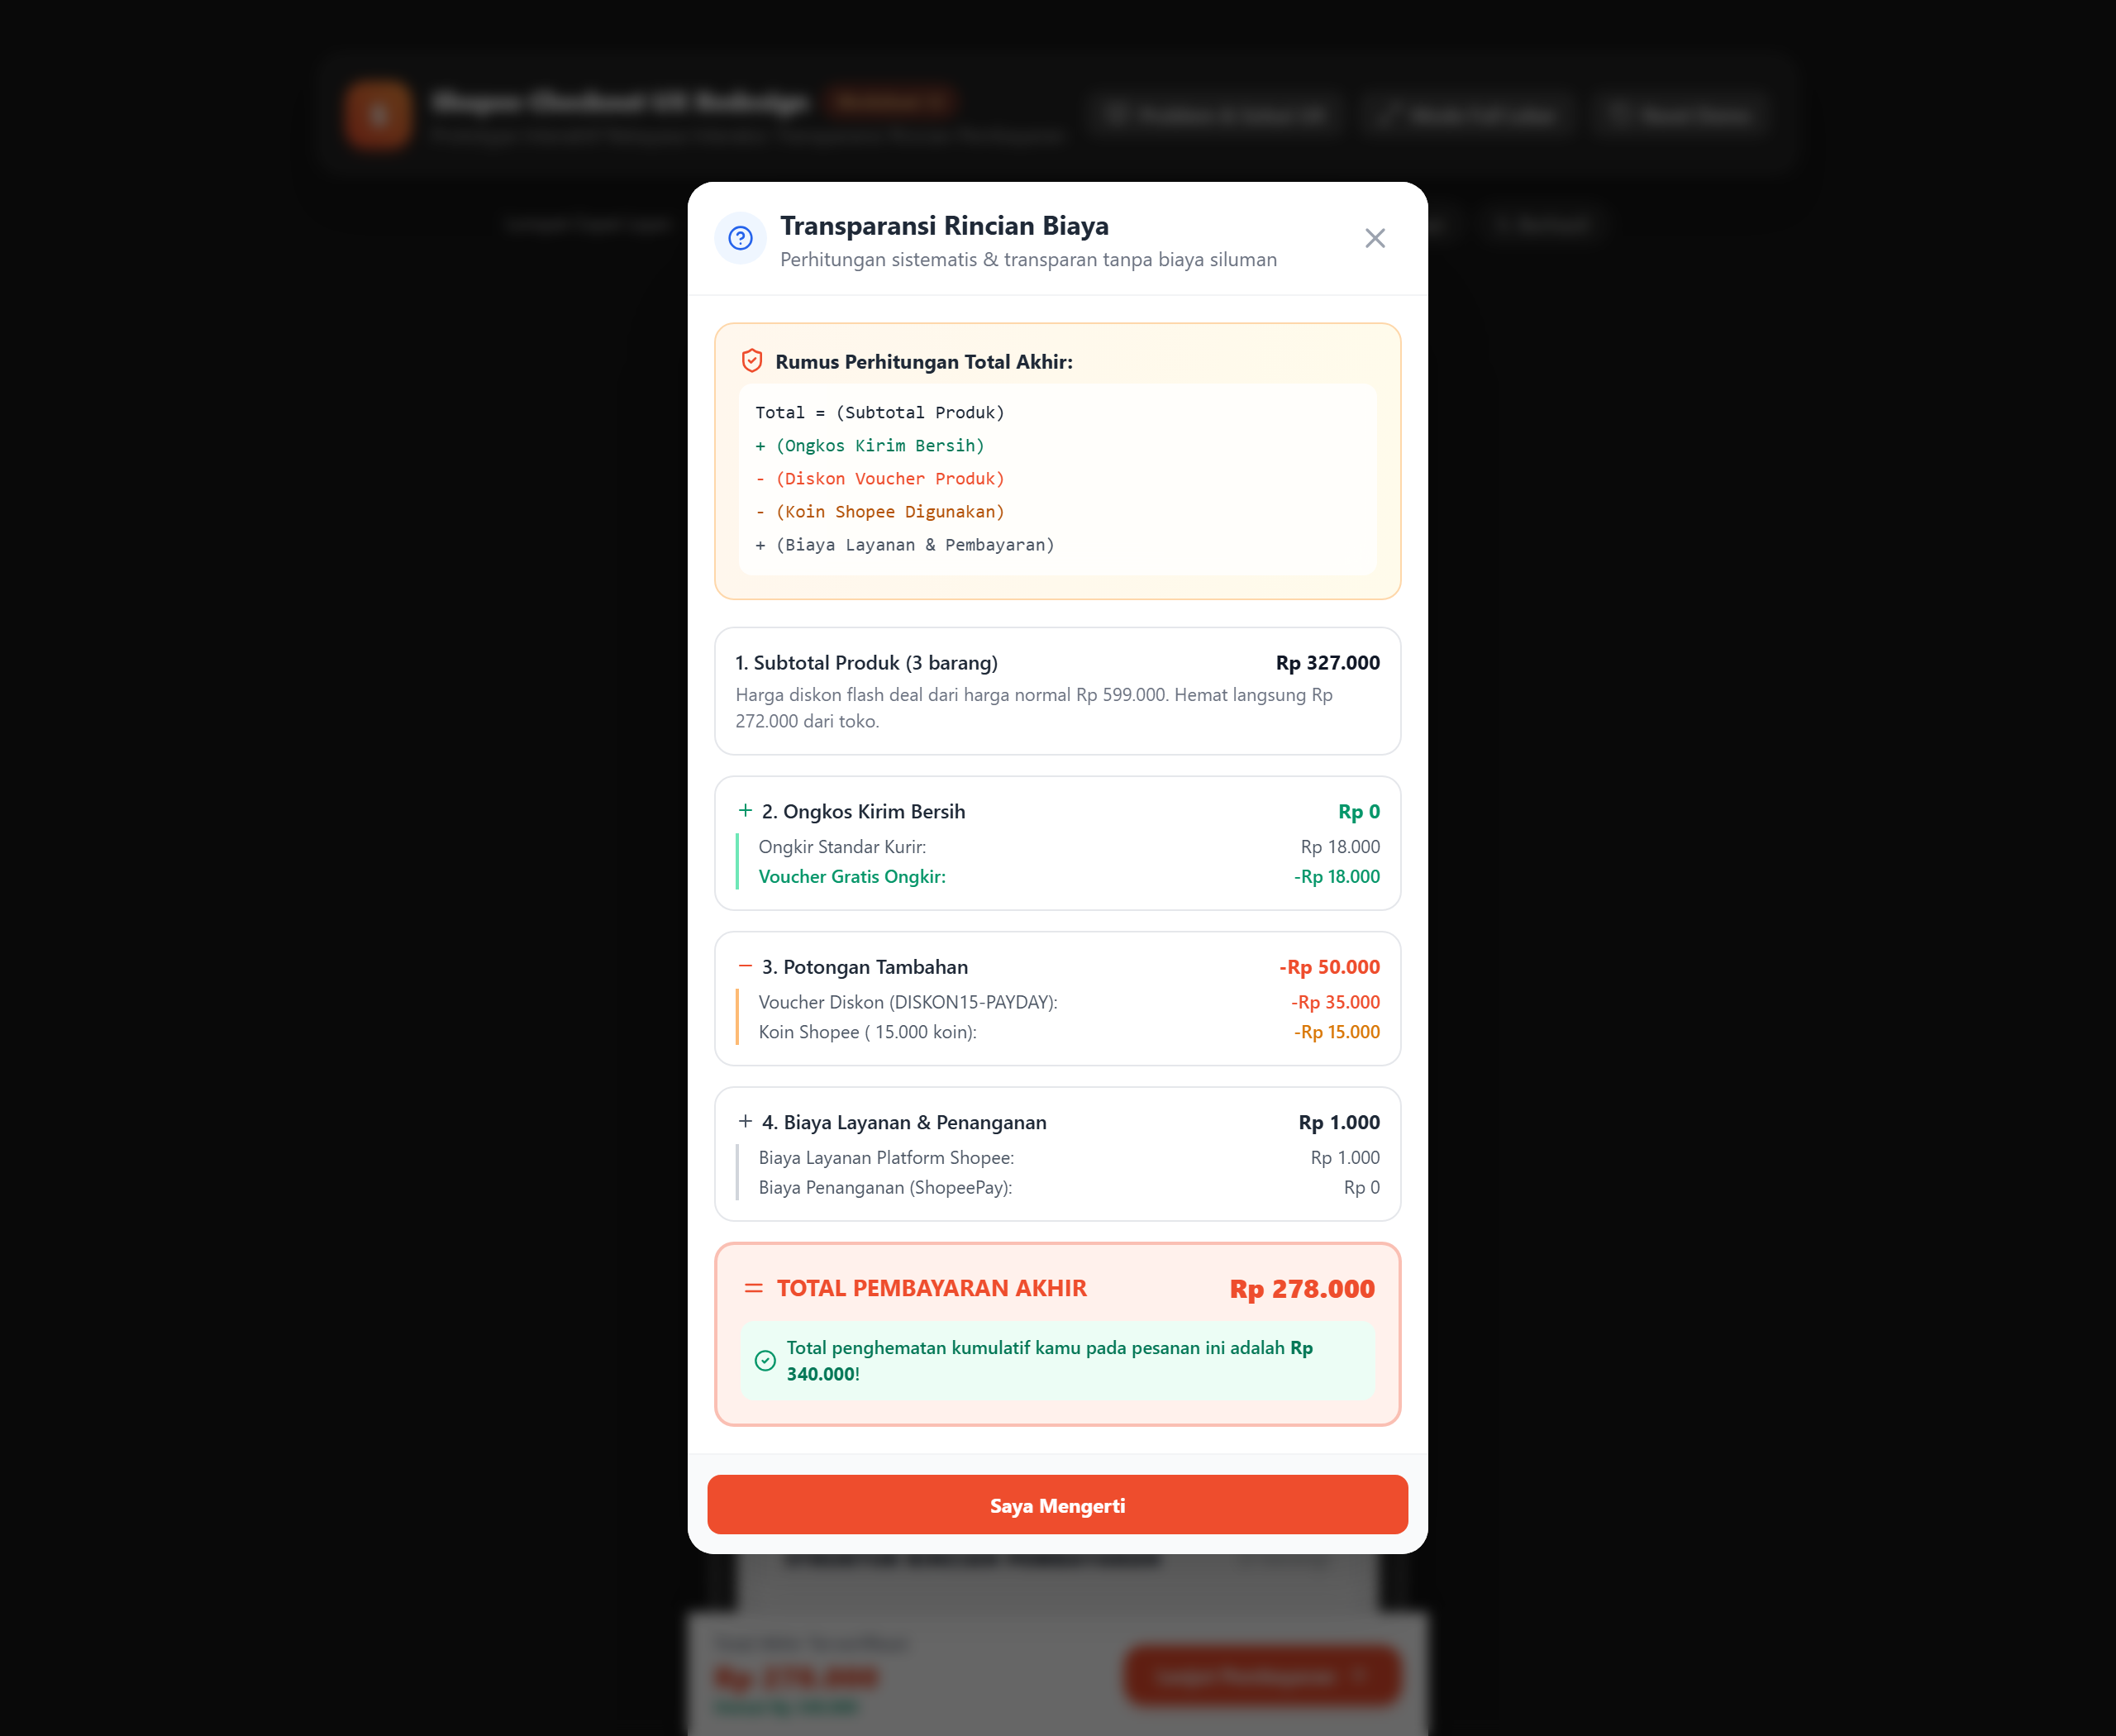 Transparansi Rincian Biaya
Perhitungan sistematis & transparan tanpa biaya siluman
Rumus Perhitungan Total Akhir:
Total = (Subtotal Produk)
+ (Ongkos Kirim Bersih)
- (Diskon Voucher Produk)
- (Koin Shopee Digunakan)
+ (Biaya Layanan & Pembayaran)
1. Subtotal Produk (3 barang) Rp 327.000
Harga diskon flash deal dari harga normal Rp 599.000. Hemat langsung Rp
272.000 dari toko.
+ 2. Ongkos Kirim Bersih Rp 0
Ongkir Standar Kurir: Rp 18.000
Voucher Gratis Ongkir: -Rp 18.000
− 3. Potongan Tambahan -Rp 50.000
Voucher Diskon (DISKON15-PAYDAY): -Rp 35.000
Koin Shopee ( 15.000 koin): -Rp 15.000
+ 4. Biaya Layanan & Penanganan Rp 1.000
Biaya Layanan Platform Shopee: Rp 1.000
Biaya Penanganan (ShopeePay): Rp 0
= TOTAL PEMBAYARAN AKHIR Rp 278.000
Total penghematan kumulatif kamu pada pesanan ini adalah Rp
340.000!
Saya Mengerti